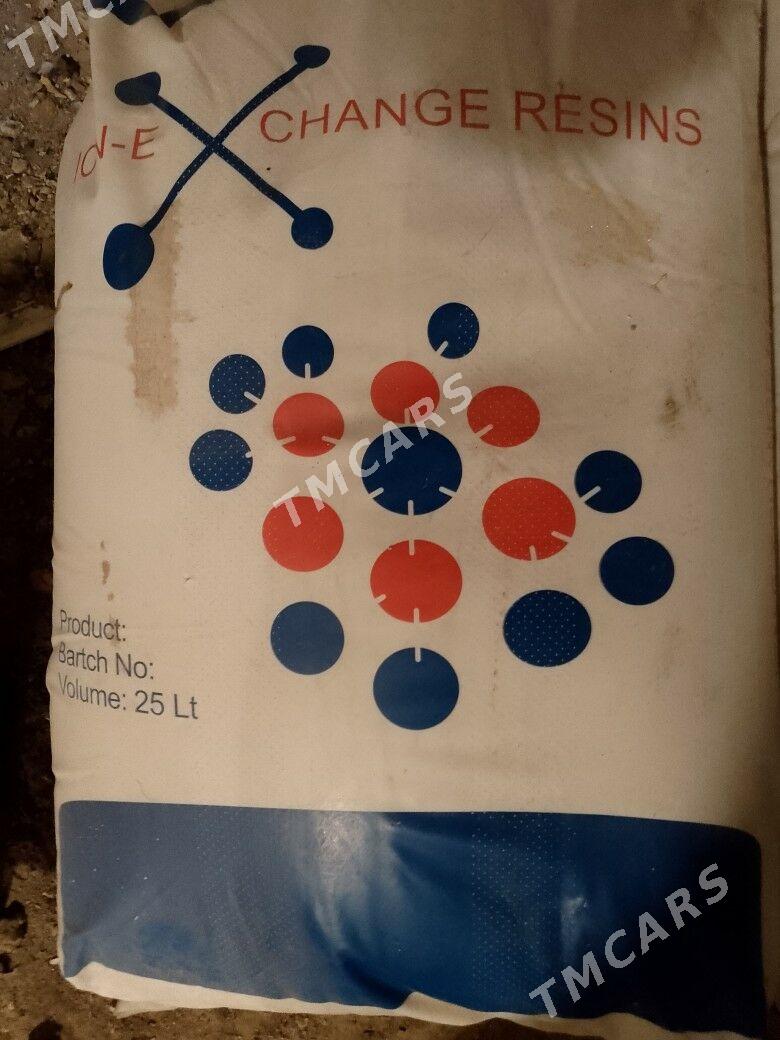 TMCARS
ION-EXCHANGE RESINS
TMCARS
Product:
Bartch No:
Volume: 25 Lt
TMCARS